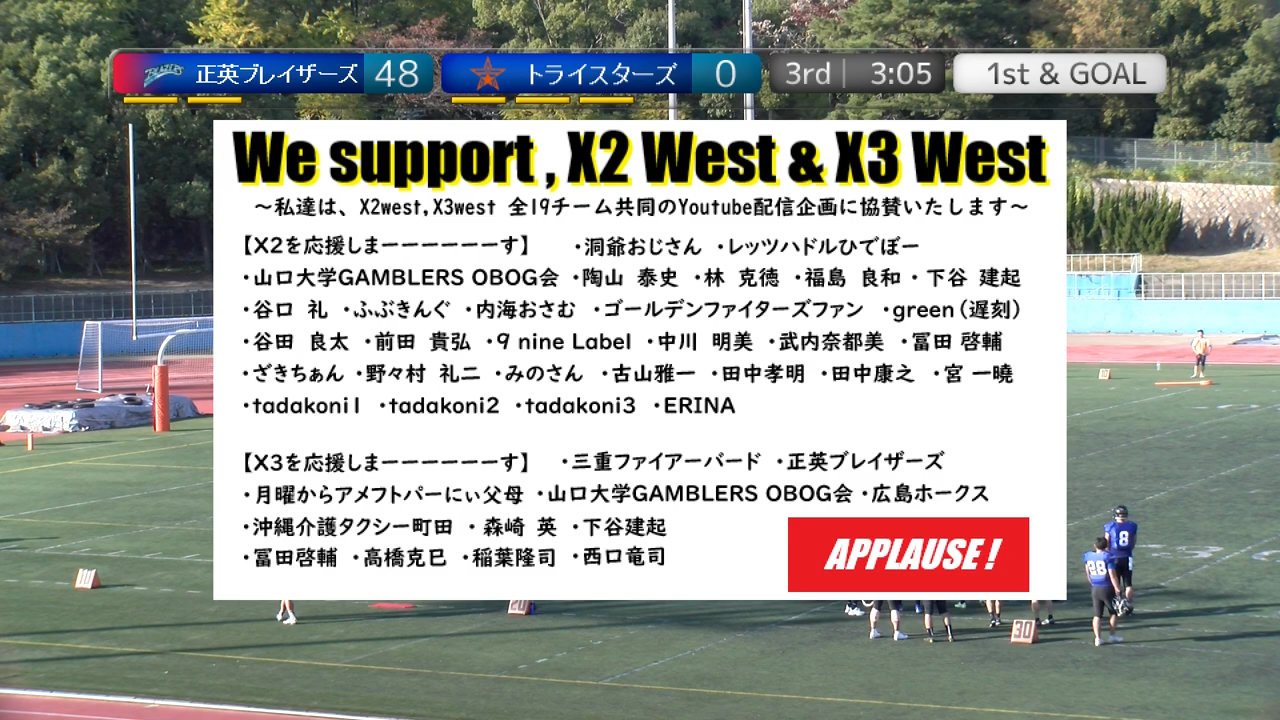 BLAZERS 正英ブレイザーズ 48 トライスターズ 0 3rd 3:05 1st & GOAL
We support , X2 West & X3 West
～私達は、X2west,X3west 全19チーム共同のYoutube配信企画に協賛いたします～
【X2を応援しまーーーーーーす】 ・洞爺おじさん ・レッツハドルひでぼー
・山口大学GAMBLERS OBOG会 ・陶山 泰史 ・林 克徳 ・福島 良和 ・下谷 建起
・谷口 礼 ・ふぶきんぐ ・内海おさむ ・ゴールデンファイターズファン ・green（遅刻）
・谷田 良太 ・前田 貴弘 ・9 nine Label ・中川 明美 ・武内奈都美 ・冨田 啓輔
・ざきちぁん ・野々村 礼二 ・みのさん ・古山雅一 ・田中孝明 ・田中康之 ・宮 一曉
・tadakoni1 ・tadakoni2 ・tadakoni3 ・ERINA
【X3を応援しまーーーーーーす】 ・三重ファイアーバード ・正英ブレイザーズ
・月曜からアメフトパーにぃ父母 ・山口大学GAMBLERS OBOG会 ・広島ホークス
・沖縄介護タクシー町田 ・森崎 英 ・下谷建起
・冨田啓輔 ・高橋克巳 ・稲葉隆司 ・西口竜司
APPLAUSE！
8
28
10
20
30